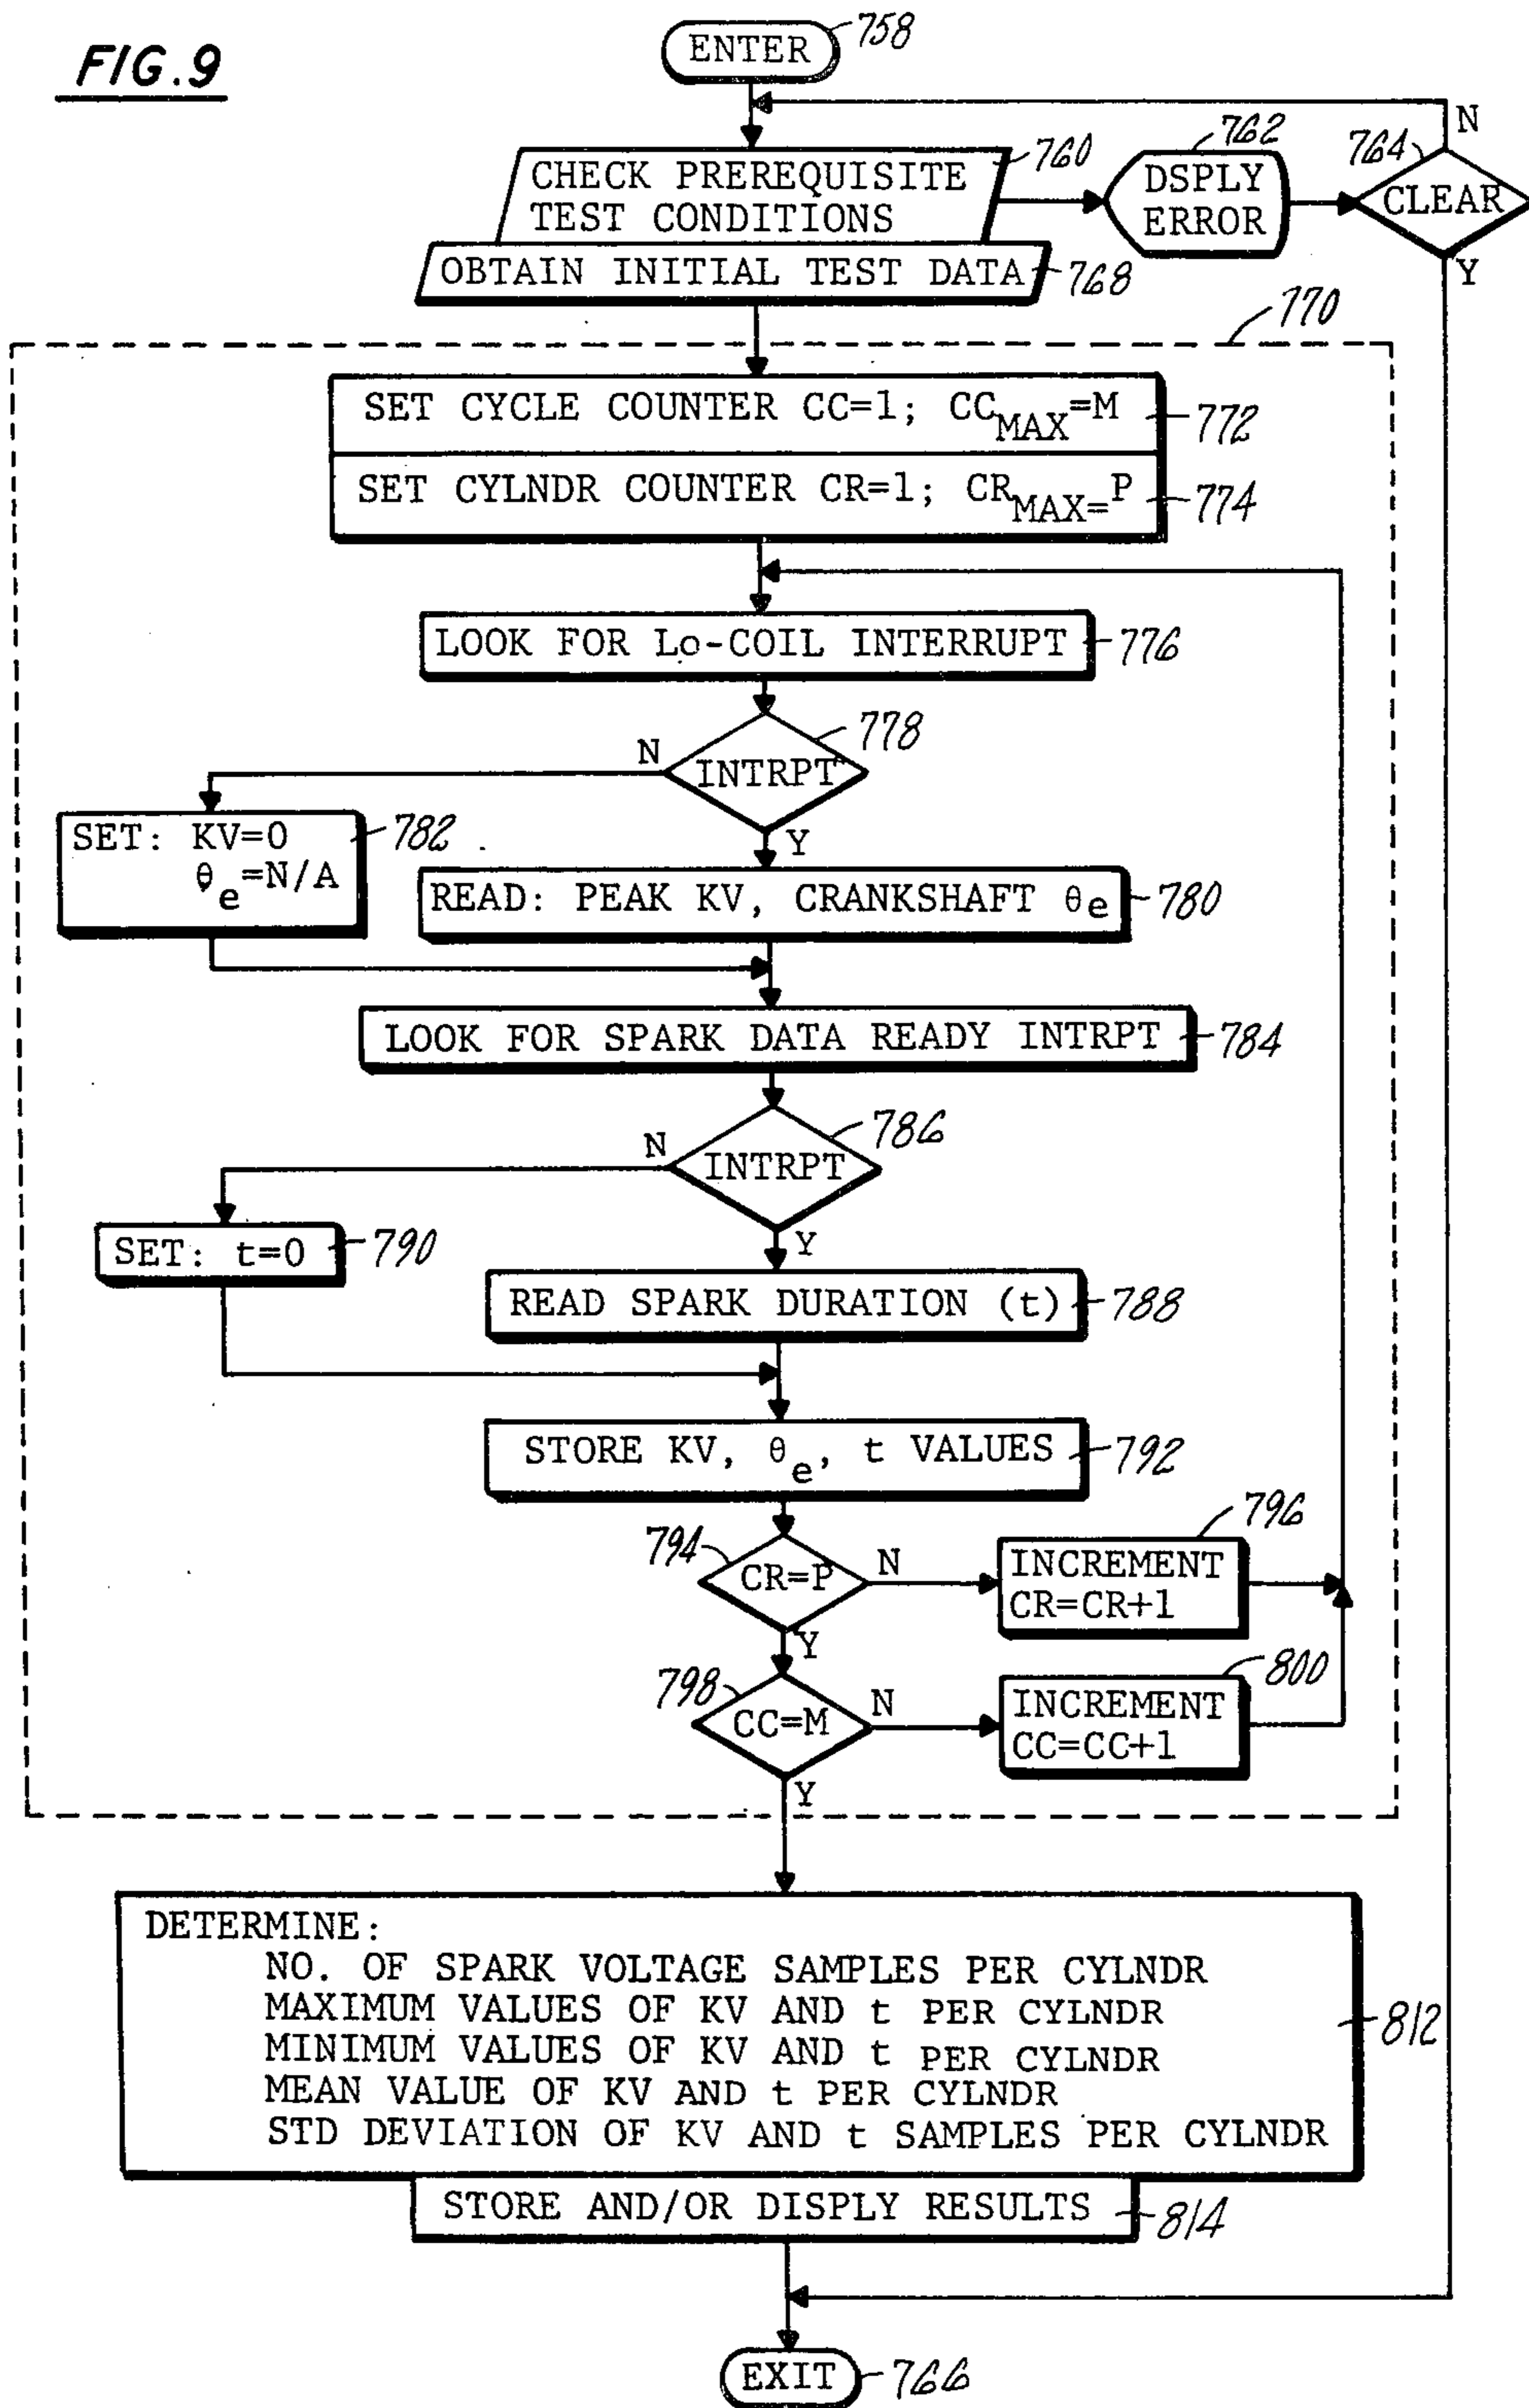 FIG.9
ENTER 758
N
CHECK PREREQUISITE
TEST CONDITIONS
760
DSPLY
ERROR
762
764
CLEAR
Y
OBTAIN INITIAL TEST DATA 768
770
SET CYCLE COUNTER CC=1; CC MAX=M 772
SET CYLNDR COUNTER CR=1; CR MAX=P 774
LOOK FOR Lo-COIL INTERRUPT 776
778
N
INTRPT
Y
SET: KV=0
θe=N/A
782
READ: PEAK KV, CRANKSHAFT θe 780
LOOK FOR SPARK DATA READY INTRPT 784
786
N
INTRPT
Y
SET: t=0 790
READ SPARK DURATION (t) 788
STORE KV, θe, t VALUES 792
794
CR=P
N
796
INCREMENT
CR=CR+1
Y
798
CC=M
N
800
INCREMENT
CC=CC+1
Y
DETERMINE:
NO. OF SPARK VOLTAGE SAMPLES PER CYLNDR
MAXIMUM VALUES OF KV AND t PER CYLNDR
MINIMUM VALUES OF KV AND t PER CYLNDR
MEAN VALUE OF KV AND t PER CYLNDR
STD DEVIATION OF KV AND t SAMPLES PER CYLNDR
812
STORE AND/OR DISPLY RESULTS 814
EXIT 766